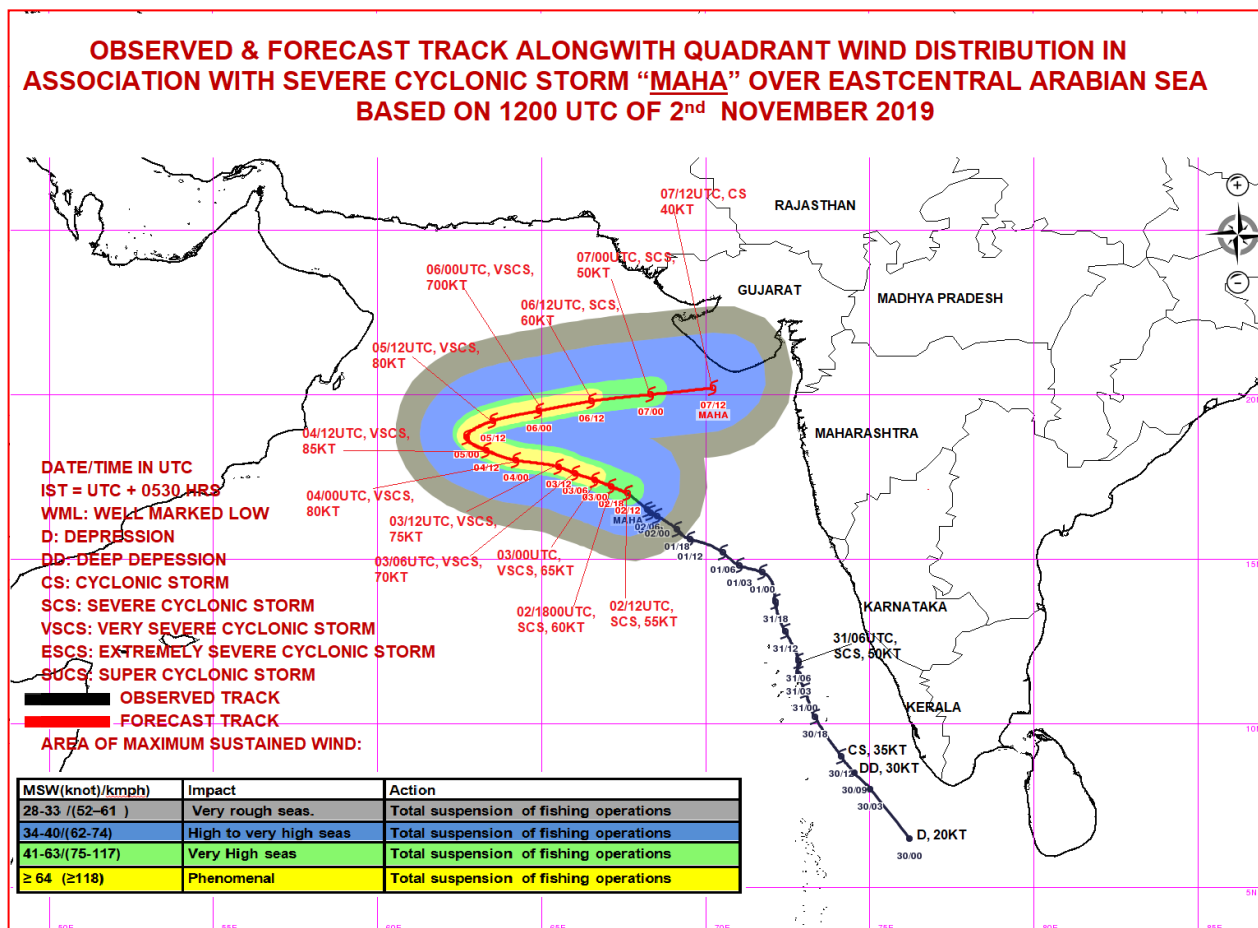 OBSERVED & FORECAST TRACK ALONGWITH QUADRANT WIND DISTRIBUTION IN
ASSOCIATION WITH SEVERE CYCLONIC STORM “MAHA” OVER EASTCENTRAL ARABIAN SEA
BASED ON 1200 UTC OF 2nd NOVEMBER 2019
07/12UTC, CS
40KT
RAJASTHAN
07/00UTC, SCS,
50KT
06/00UTC, VSCS,
700KT
GUJARAT
MADHYA PRADESH
06/12UTC, SCS,
60KT
05/12UTC, VSCS,
80KT
20
07/12
MAHA
07/00
06/12
06/00
05/12
05/00
04/12
04/00
03/12
03/06
03/00
02/18
02/12
MAHA
02/06
02/00
01/18
01/12
01/06
01/03
01/00
MAHARASHTRA
04/12UTC, VSCS,
85KT
04/00UTC, VSCS,
80KT
03/12UTC, VSCS,
75KT
03/06UTC, VSCS,
70KT
03/00UTC,
VSCS, 65KT
02/1800UTC,
SCS, 60KT
02/12UTC,
SCS, 55KT
15N
KARNATAKA
31/18
31/12
31/06UTC,
SCS, 50KT
31/06
31/03
31/00
30/18
KERALA
10N
CS, 35KT
30/12
DD, 30KT
30/09
30/03
D, 20KT
30/00
5N
DATE/TIME IN UTC
IST = UTC + 0530 HRS
WML: WELL MARKED LOW
D: DEPRESSION
DD: DEEP DEPESSION
CS: CYCLONIC STORM
SCS: SEVERE CYCLONIC STORM
VSCS: VERY SEVERE CYCLONIC STORM
ESCS: EXTREMELY SEVERE CYCLONIC STORM
SUCS: SUPER CYCLONIC STORM
OBSERVED TRACK
FORECAST TRACK
AREA OF MAXIMUM SUSTAINED WIND:
MSW(knot)/kmph) Impact Action
28-33 /(52–61 ) Very rough seas. Total suspension of fishing operations
34-40/(62-74) High to very high seas Total suspension of fishing operations
41-63/(75-117) Very High seas Total suspension of fishing operations
≥ 64 (≥118) Phenomenal Total suspension of fishing operations
65E 70E 75E 80E 85E